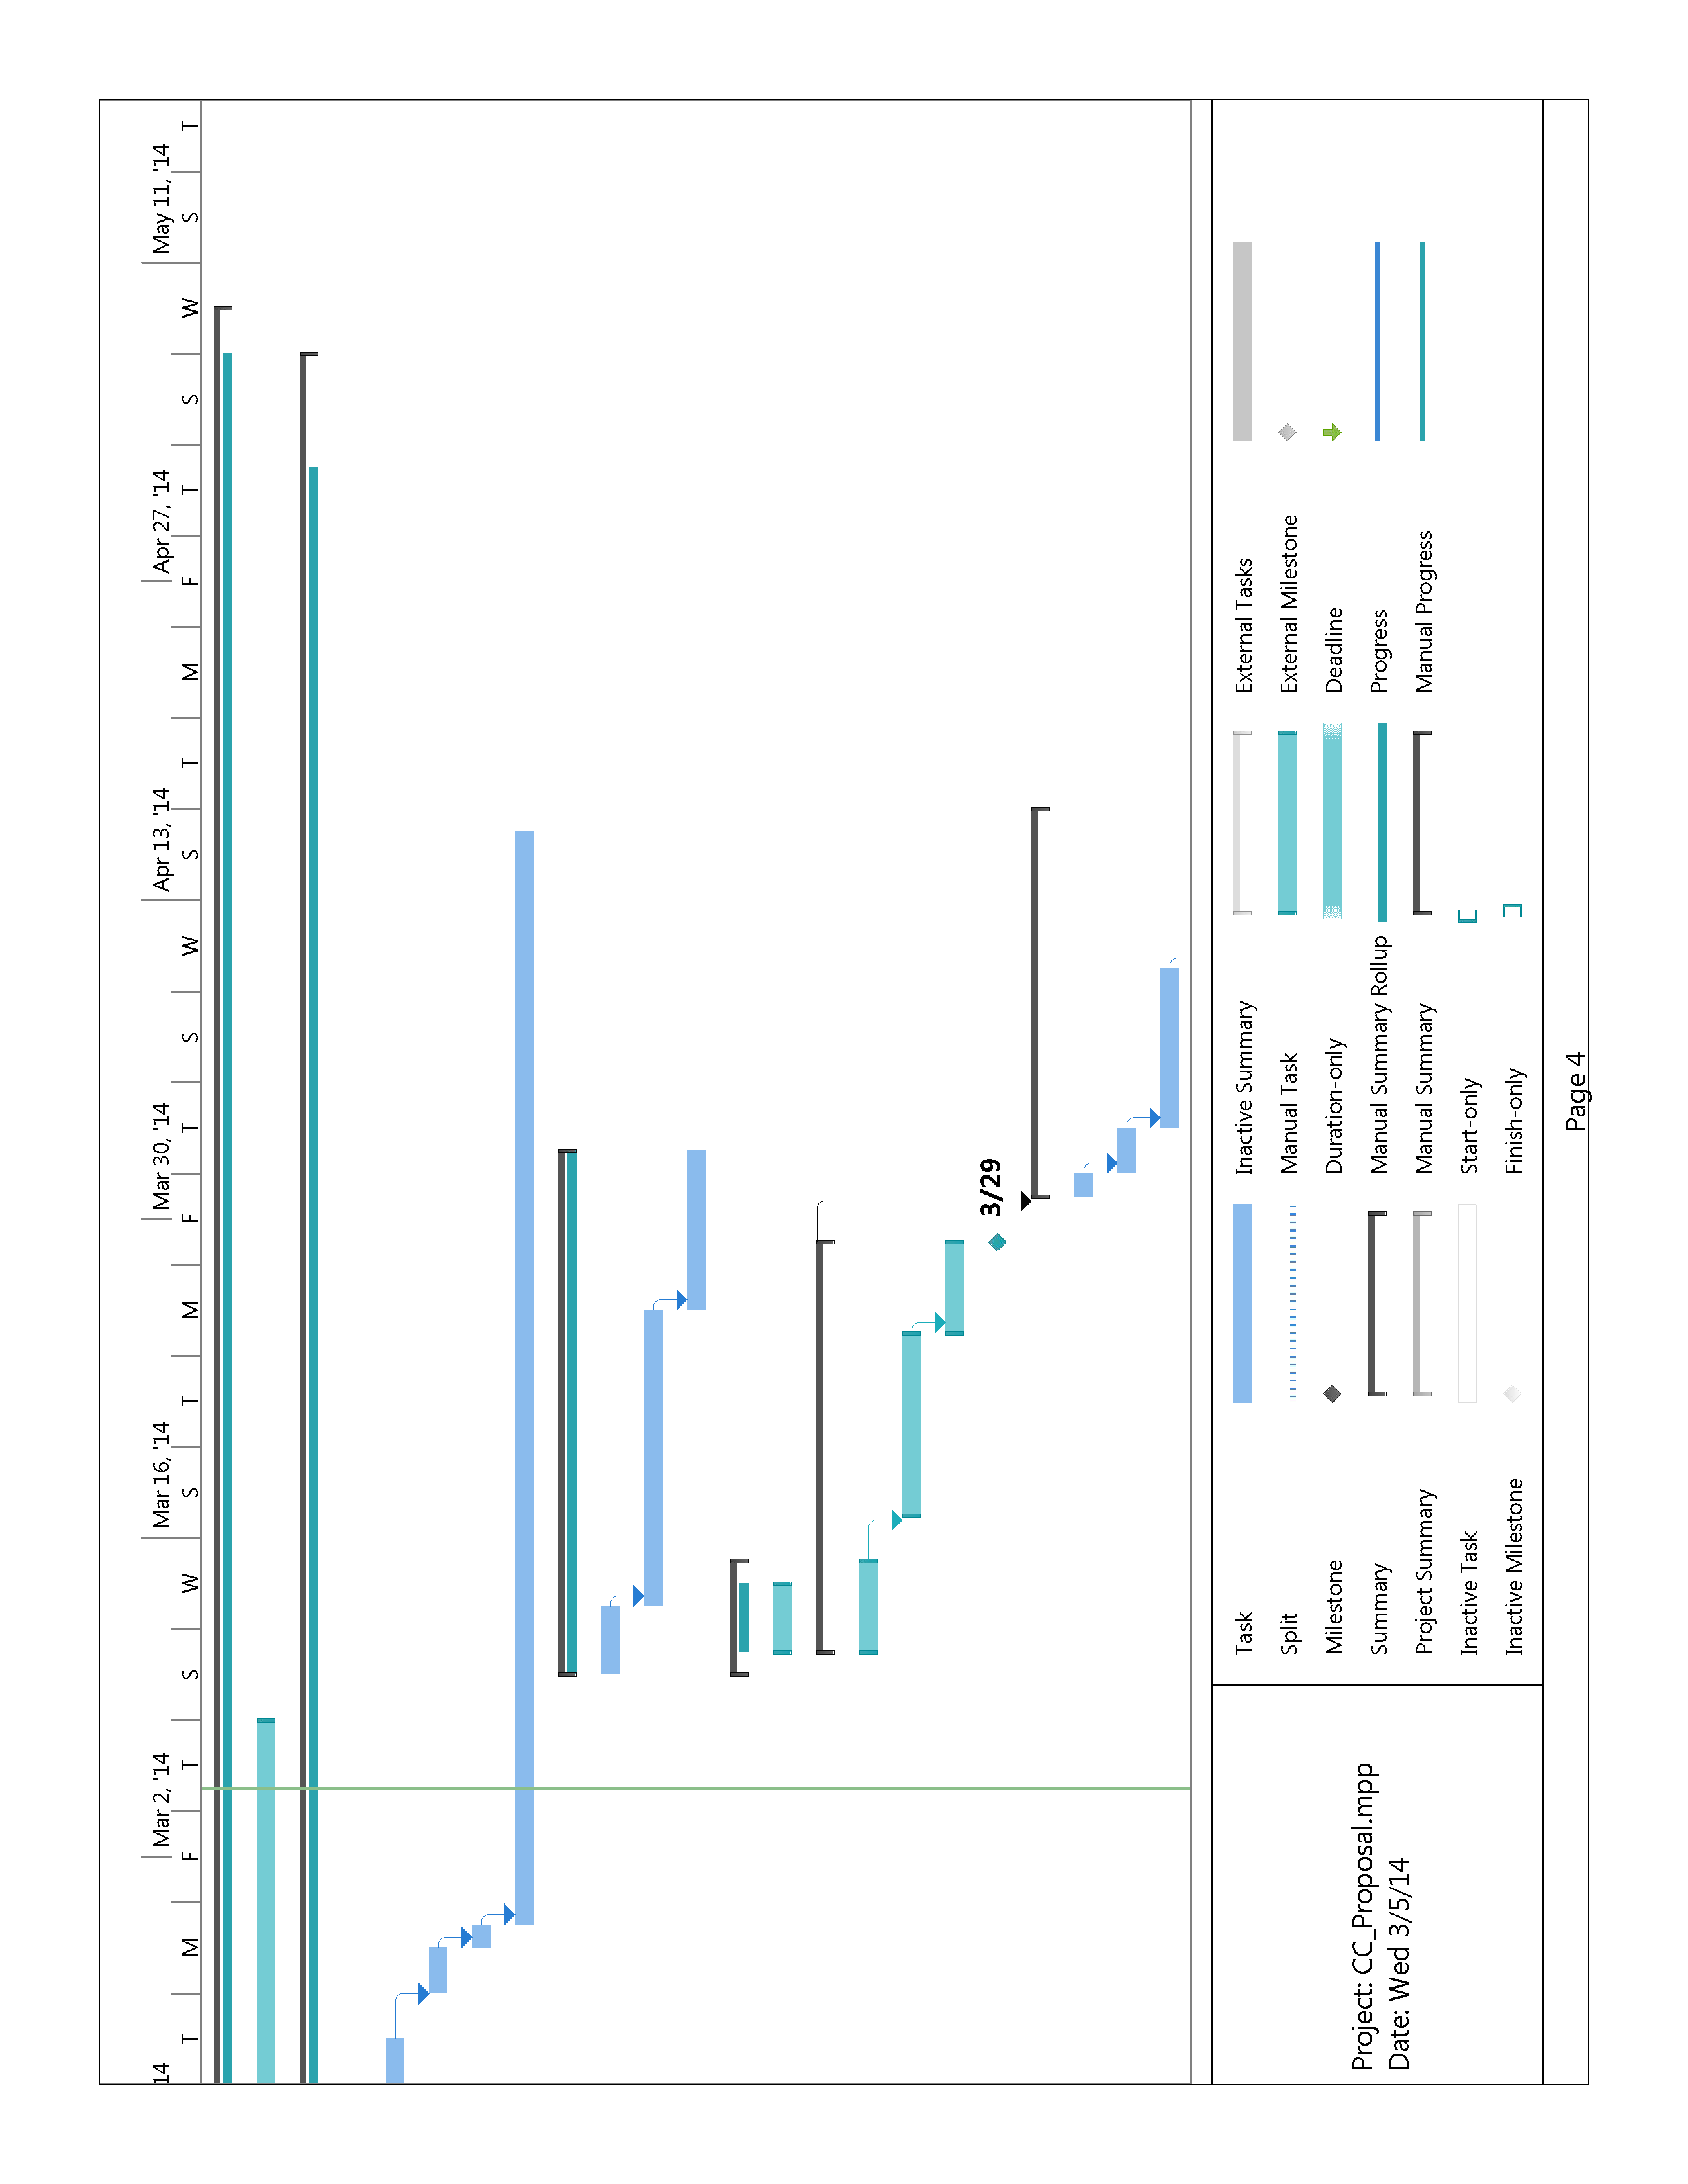 14
Mar 2, '14
Mar 16, '14
Mar 30, '14
Apr 13, '14
Apr 27, '14
May 11, '14
T M F T S W S T M F T S W S T M F T S W S T
3/29
Project: CC_Proposal.mpp
Date: Wed 3/5/14
Task
Split
Milestone
Summary
Project Summary
Inactive Task
Inactive Milestone
Inactive Summary
Manual Task
Duration-only
Manual Summary Rollup
Manual Summary
Start-only
Finish-only
External Tasks
External Milestone
Deadline
Progress
Manual Progress
Page 4